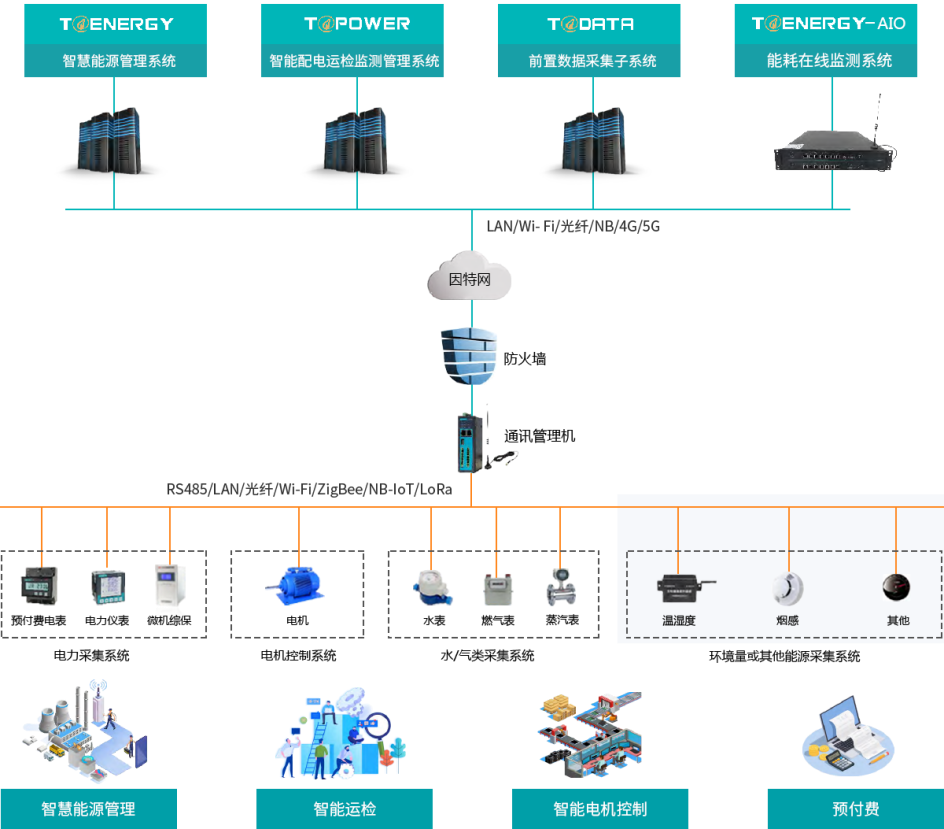 TOENERGY
智慧能源管理系统
TOPOWER
智能配电运检监测管理系统
TODATA
前置数据采集子系统
TOENERGY-AIO
能耗在线监测系统
LAN/Wi- Fi/光纤/NB/4G/5G
因特网
防火墙
通讯管理机
RS485/LAN/光纤/Wi-Fi/ZigBee/NB-IoT/LoRa
预付费电表
电力仪表
微机综保
电机
水表
燃气表
蒸汽表
温湿度
烟感
其他
电力采集系统
电机控制系统
水/气类采集系统
环境量或其他能源采集系统
智慧能源管理
智能运检
智能电机控制
预付费